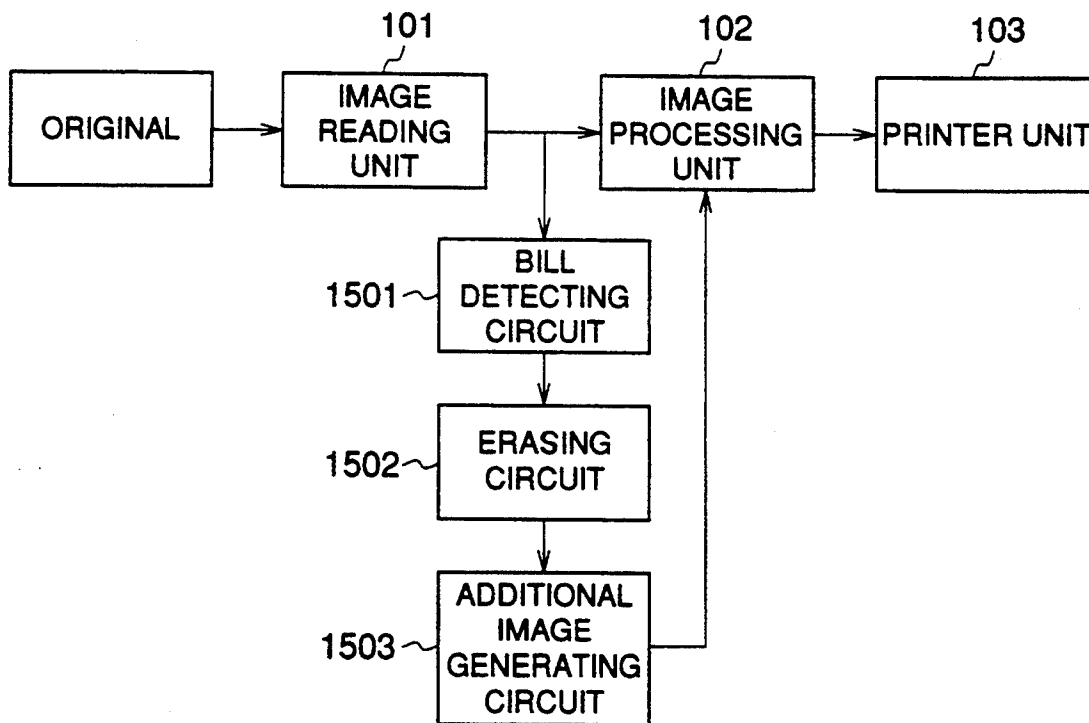 101
102
103
ORIGINAL
IMAGE
READING
UNIT
IMAGE
PROCESSING
UNIT
PRINTER UNIT
1501
BILL
DETECTING
CIRCUIT
1502
ERASING
CIRCUIT
1503
ADDITIONAL
IMAGE
GENERATING
CIRCUIT